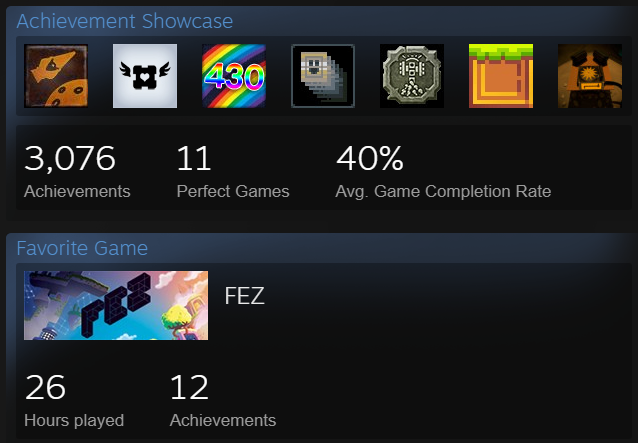 Achievement Showcase
430
3,076 11 40%
Achievements Perfect Games Avg. Game Completion Rate
Favorite Game
FEZ
FEZ
26 12
Hours played Achievements